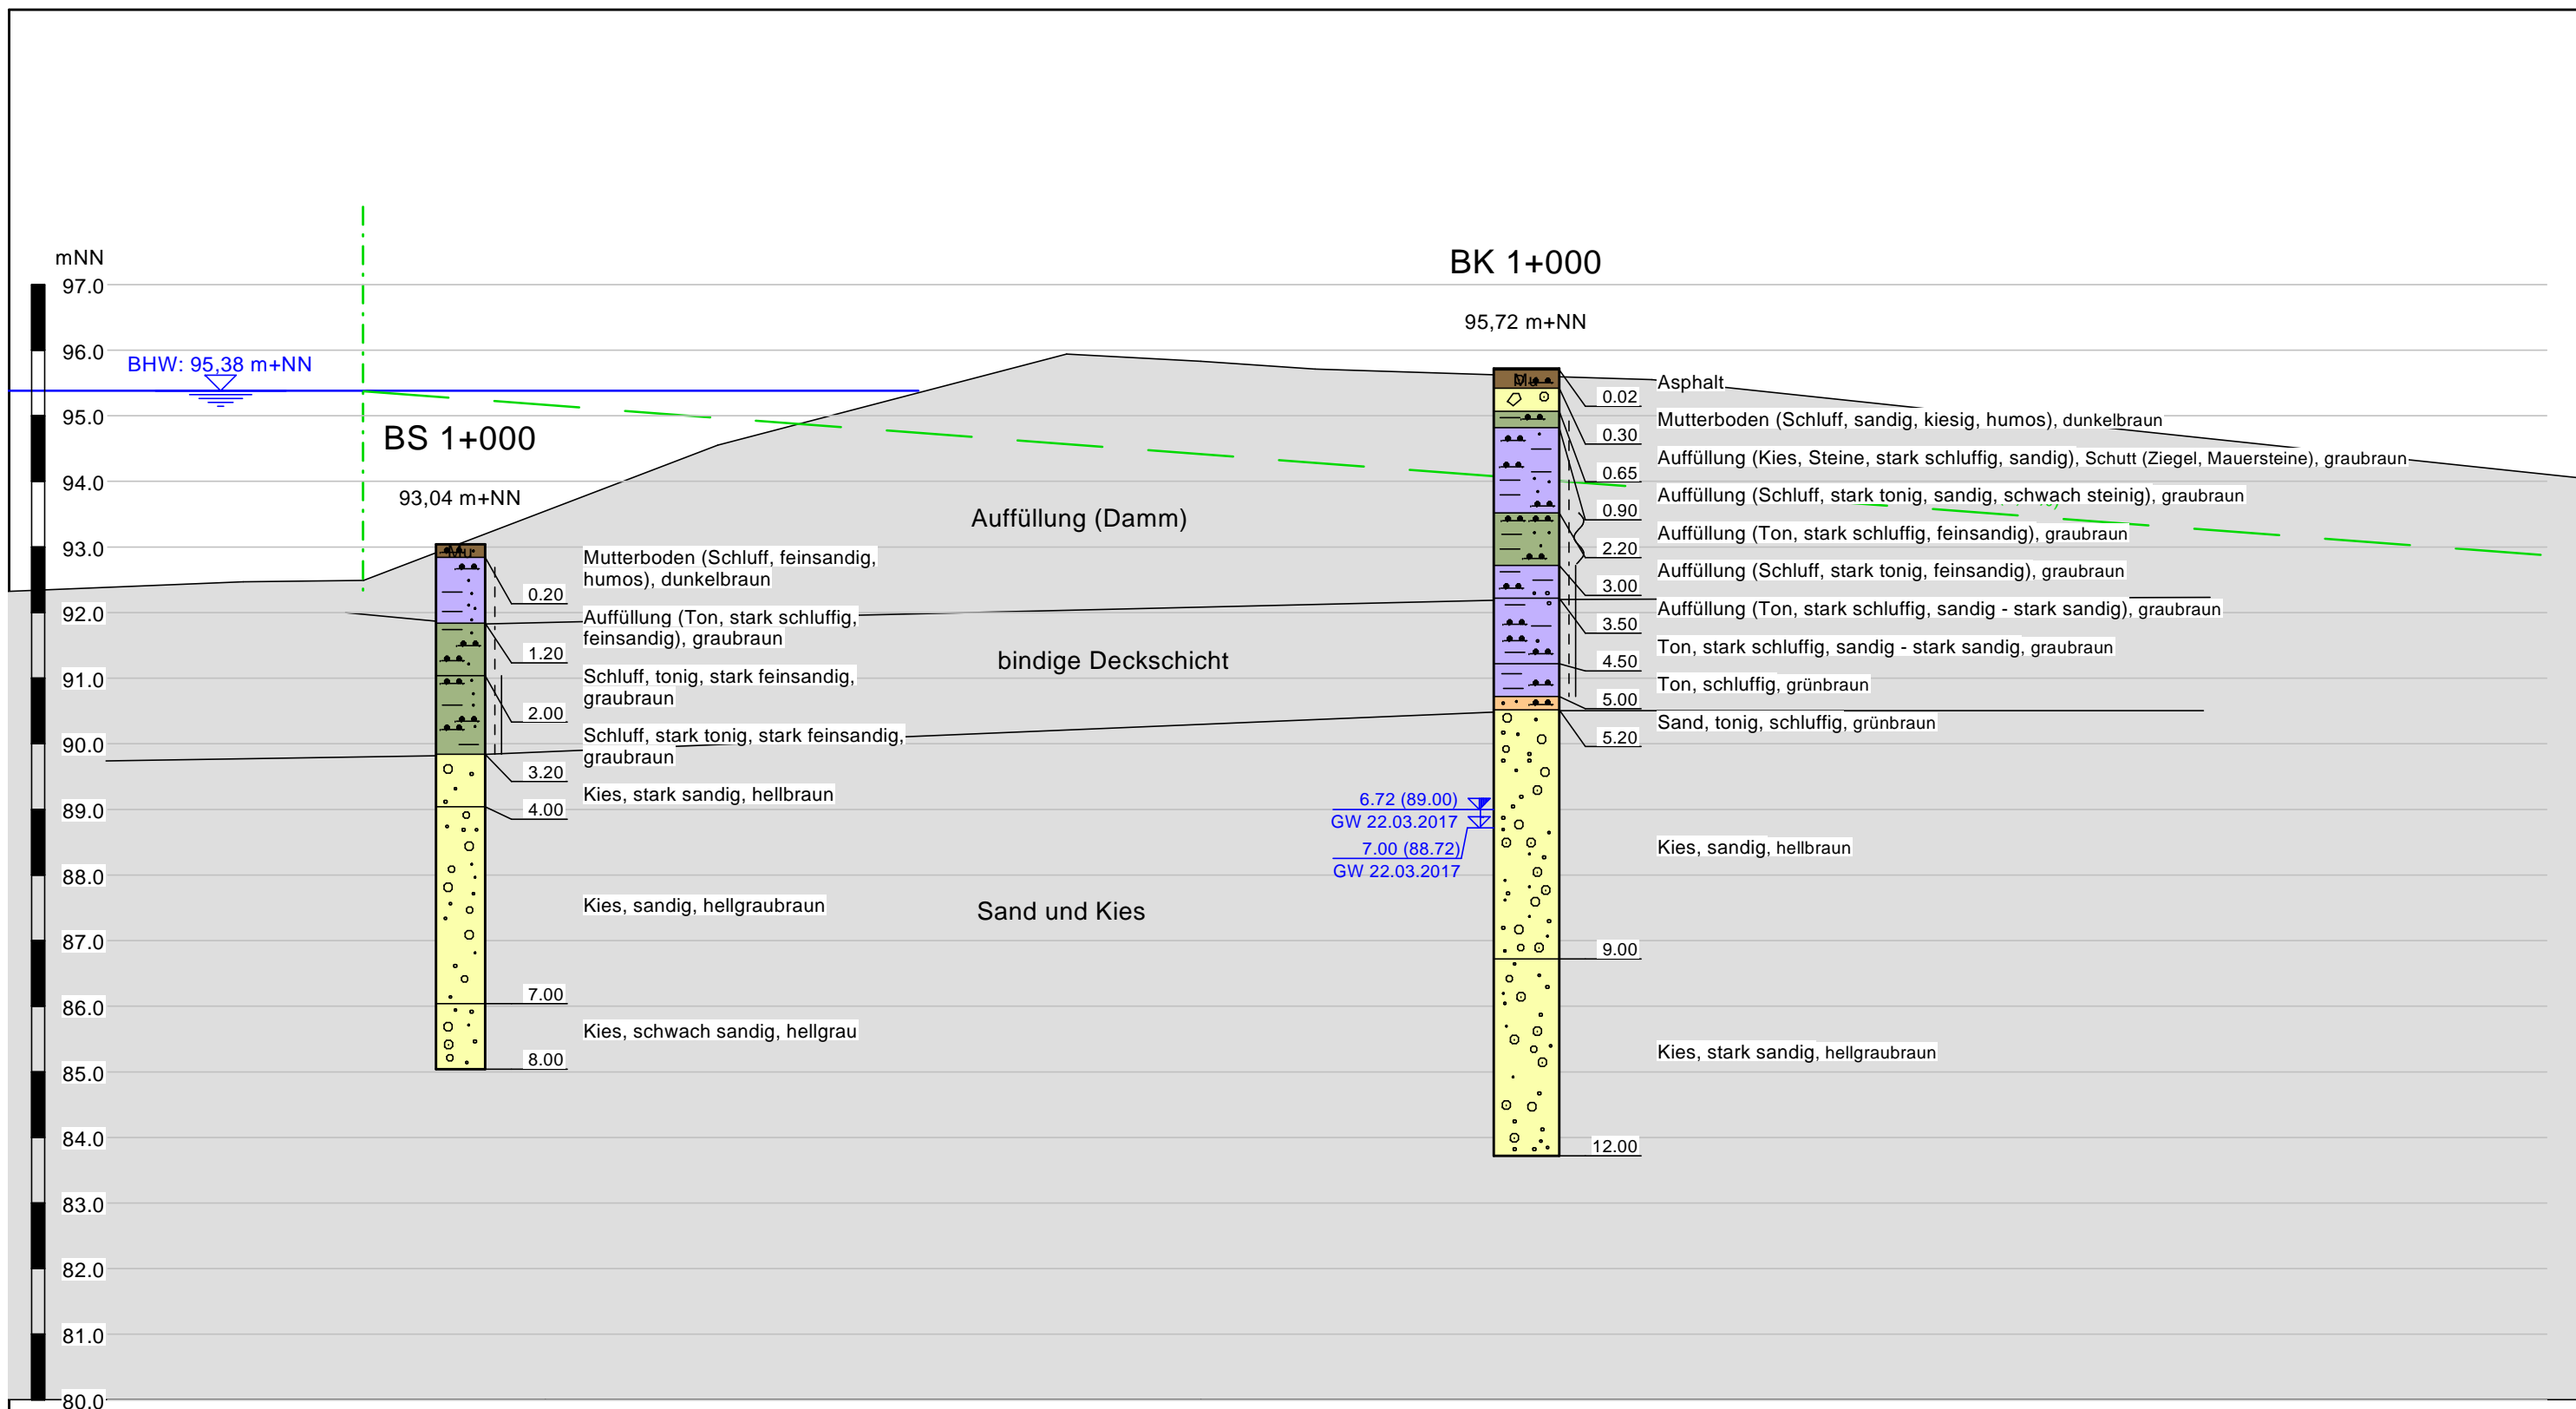 mNN
97.0
96.0
95.0
94.0
93.0
92.0
91.0
90.0
89.0
88.0
87.0
86.0
85.0
84.0
83.0
82.0
81.0
80.0
BHW: 95,38 m+NN
BS 1+000
93,04 m+NN
Mu
0.20
1.20
2.00
3.20
4.00
7.00
8.00
Mutterboden (Schluff, feinsandig,
humos), dunkelbraun
Auffüllung (Ton, stark schluffig,
feinsandig), graubraun
Schluff, tonig, stark feinsandig,
graubraun
Schluff, stark tonig, stark feinsandig,
graubraun
Kies, stark sandig, hellbraun
Kies, sandig, hellgraubraun
Kies, schwach sandig, hellgrau
Auffüllung (Damm)
bindige Deckschicht
Sand und Kies
BK 1+000
95,72 m+NN
Mu
6.72 (89.00)
GW 22.03.2017
7.00 (88.72)
GW 22.03.2017
0.02
0.30
0.65
0.90
2.20
3.00
3.50
4.50
5.00
5.20
9.00
12.00
Asphalt
Mutterboden (Schluff, sandig, kiesig, humos), dunkelbraun
Auffüllung (Kies, Steine, stark schluffig, sandig), Schutt (Ziegel, Mauersteine), graubraun
Auffüllung (Schluff, stark tonig, sandig, schwach steinig), graubraun
Auffüllung (Ton, stark schluffig, feinsandig), graubraun
Auffüllung (Schluff, stark tonig, feinsandig), graubraun
Auffüllung (Ton, stark schluffig, sandig - stark sandig), graubraun
Ton, stark schluffig, sandig - stark sandig, graubraun
Ton, schluffig, grünbraun
Sand, tonig, schluffig, grünbraun
Kies, sandig, hellbraun
Kies, stark sandig, hellgraubraun